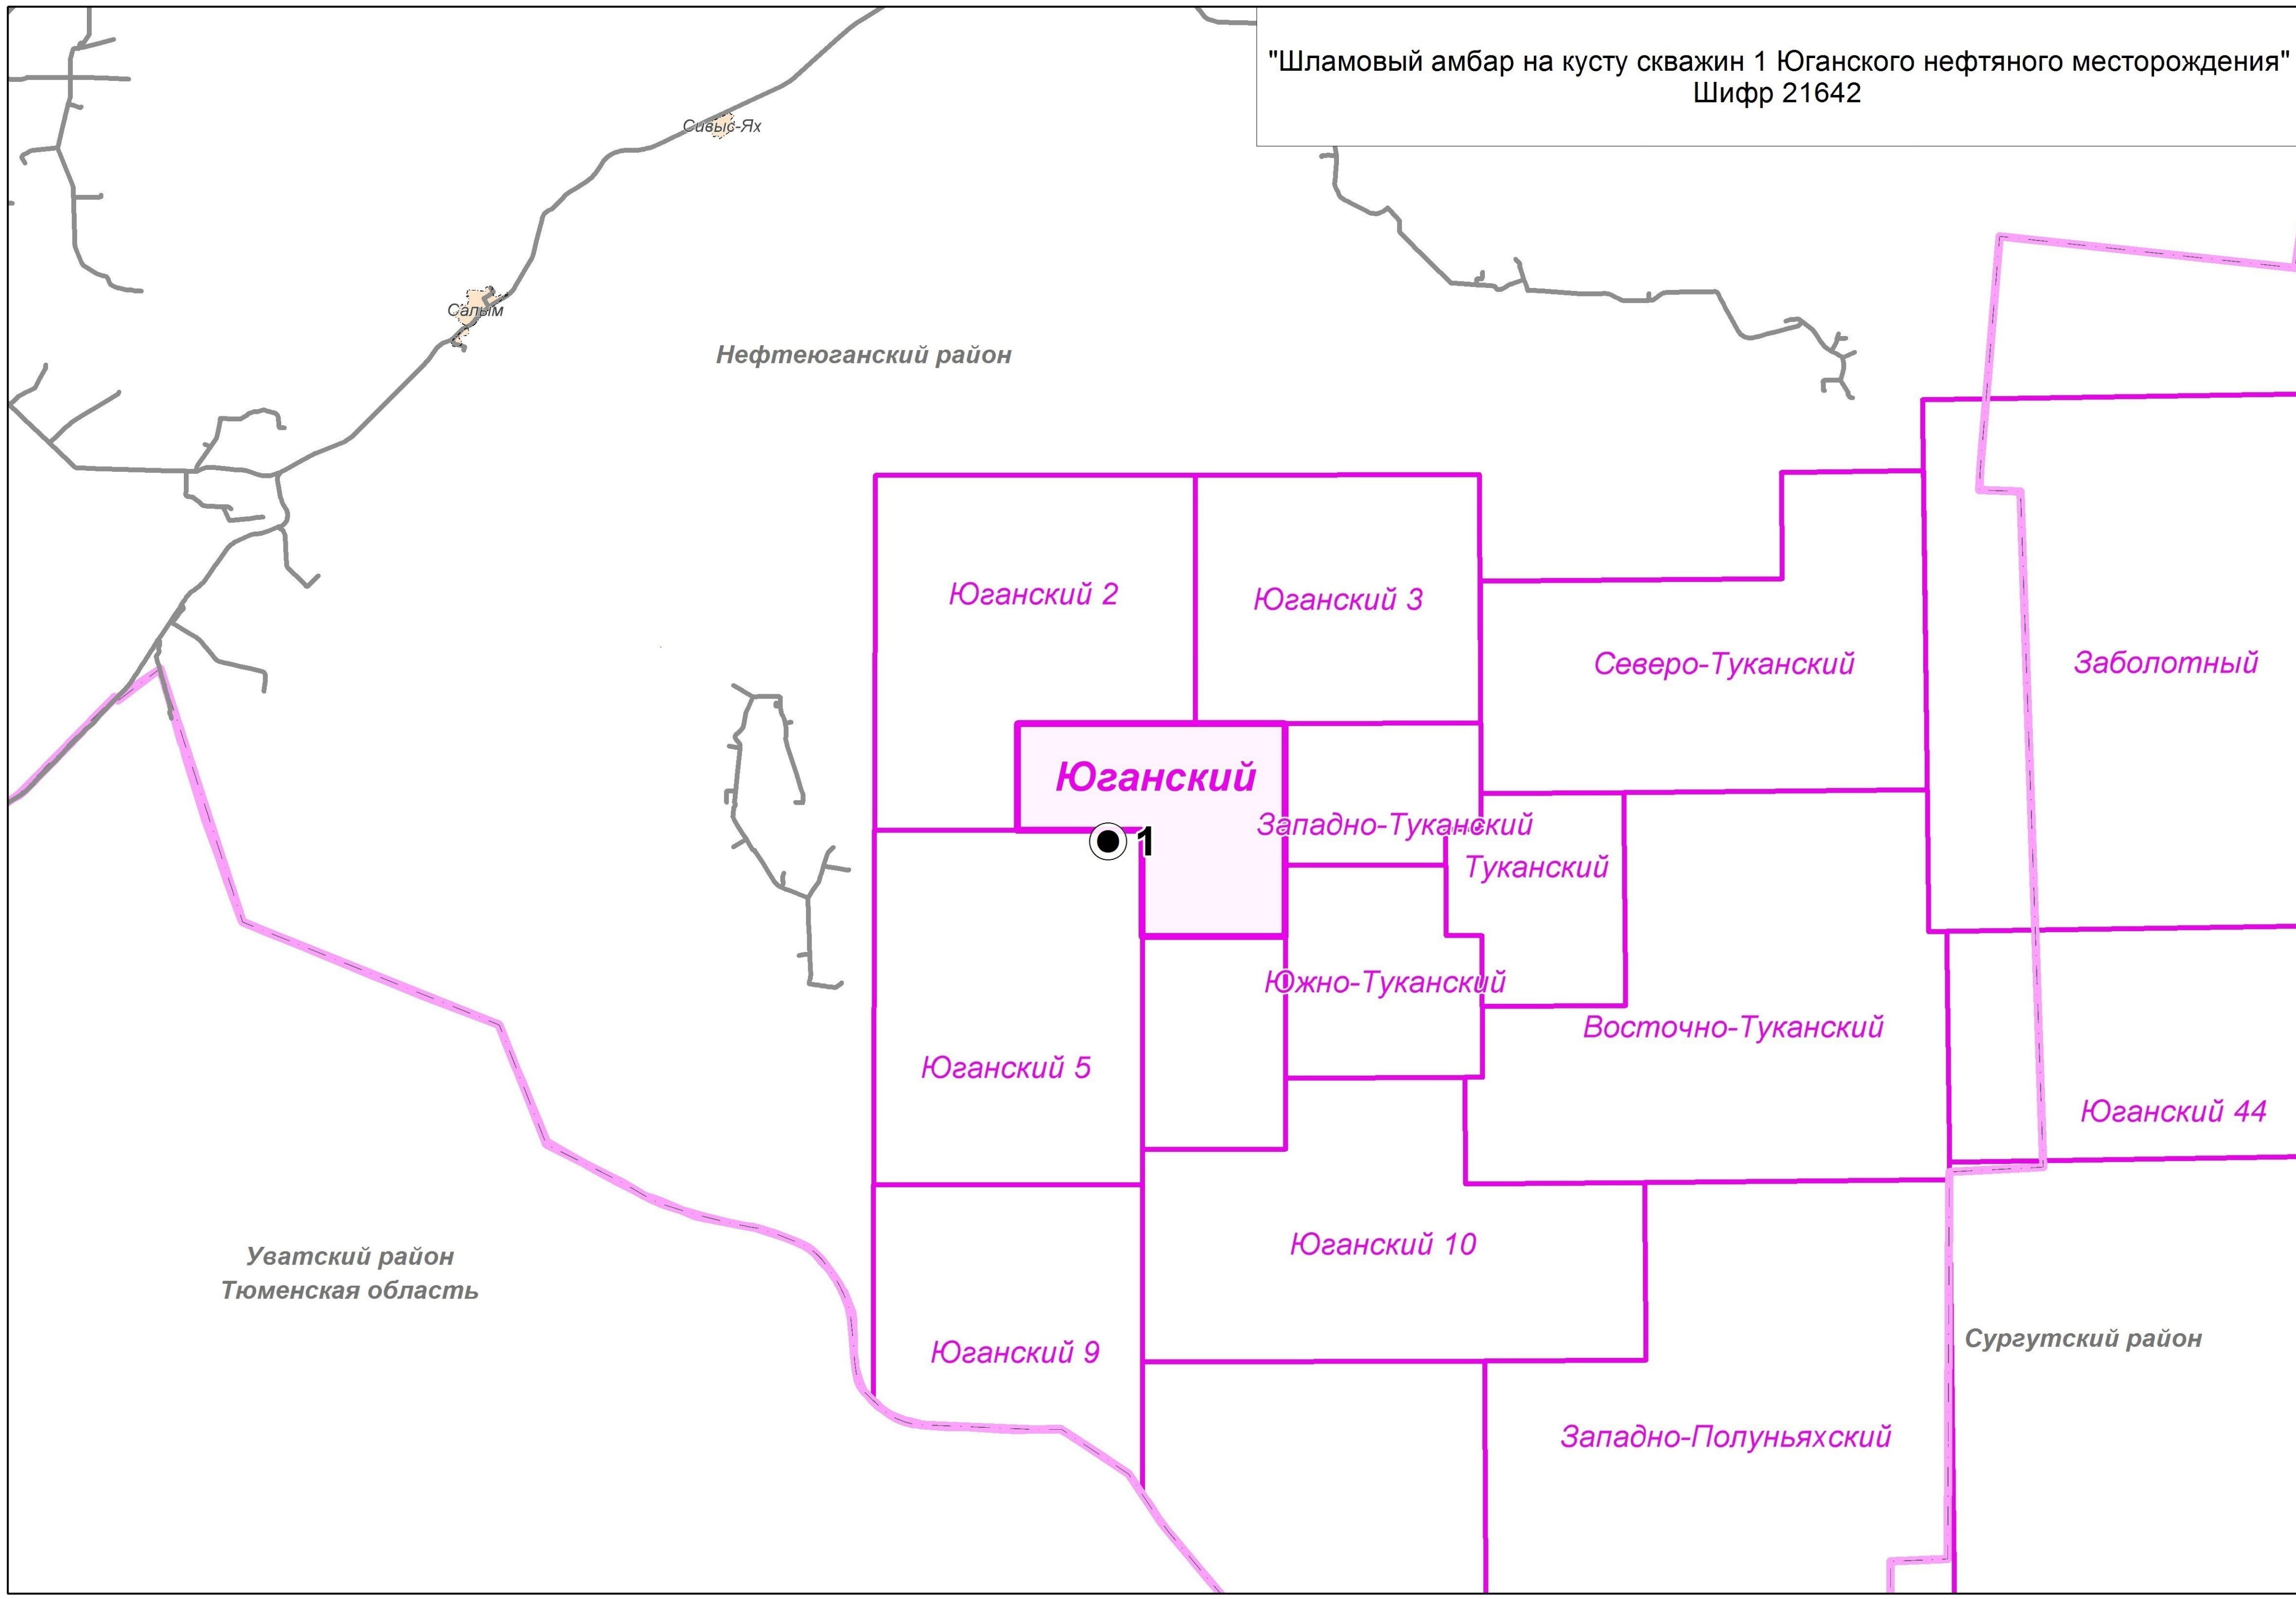 "Шламовый амбар на кусту скважин 1 Юганского нефтяного месторождения"
Шифр 21642
Сивыс-Ях
Салым
Нефтеюганский район
Юганский 2
Юганский 3
Северо-Туканский
Заболотный
Юганский
Западно-Туканский
1
Туканский
Южно-Туканский
Восточно-Туканский
Юганский 5
Юганский 44
Юганский 10
Уватский район
Тюменская область
Сургутский район
Юганский 9
Западно-Полуньяхский